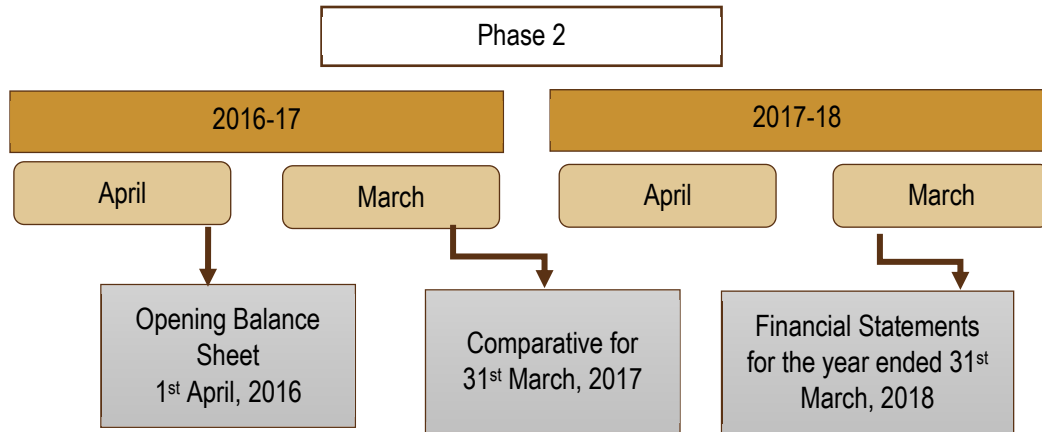 Phase 2
2016-17
2017-18
April
March
April
March
Opening Balance
Sheet
1st April, 2016
Comparative for
31st March, 2017
Financial Statements
for the year ended 31st
March, 2018